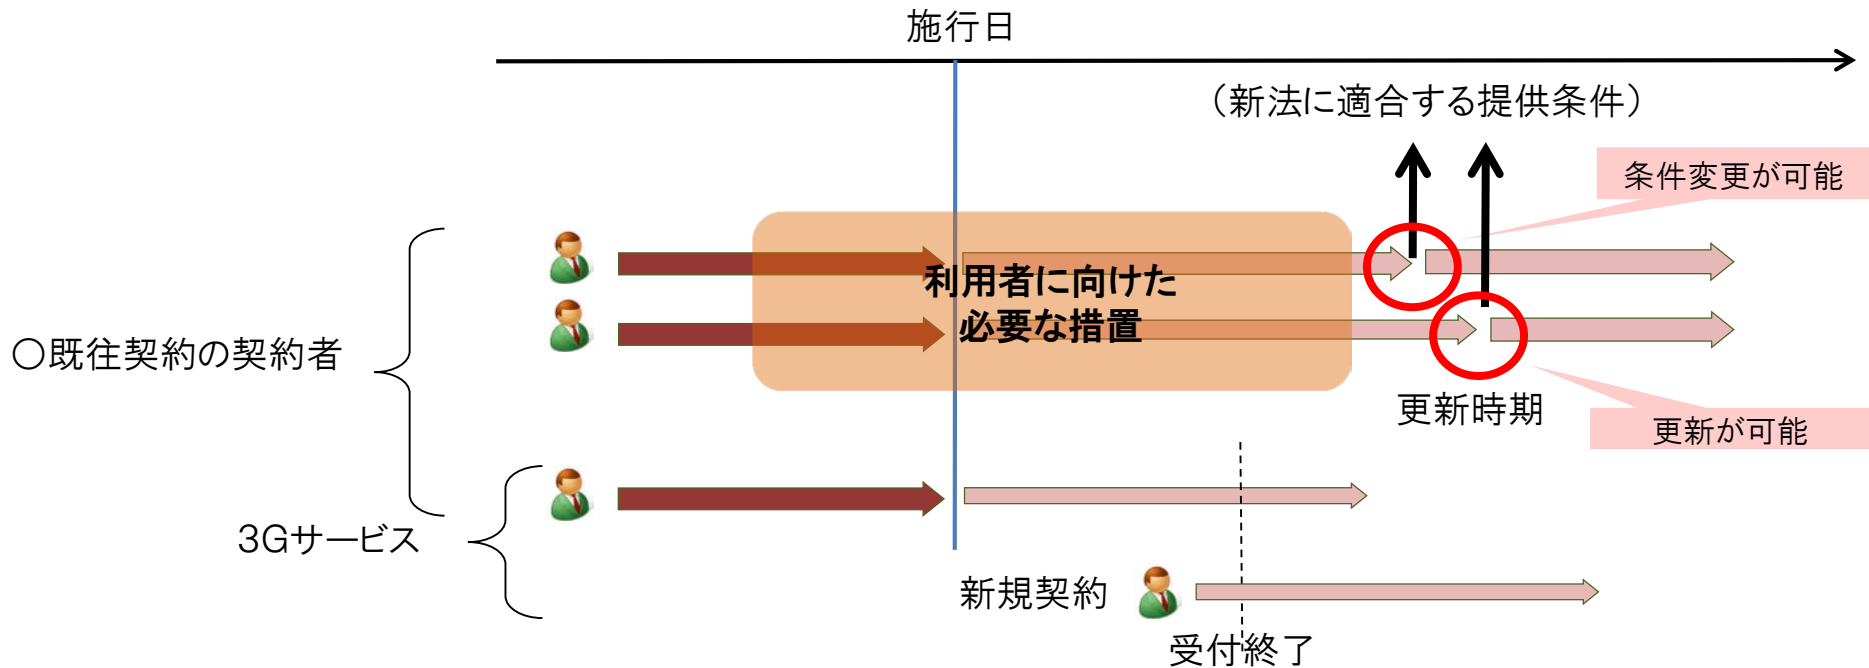 施行日
（新法に適合する提供条件）
条件変更が可能
利用者に向けた
必要な措置
〇既往契約の契約者
更新時期
更新が可能
3Gサービス
新規契約
受付終了